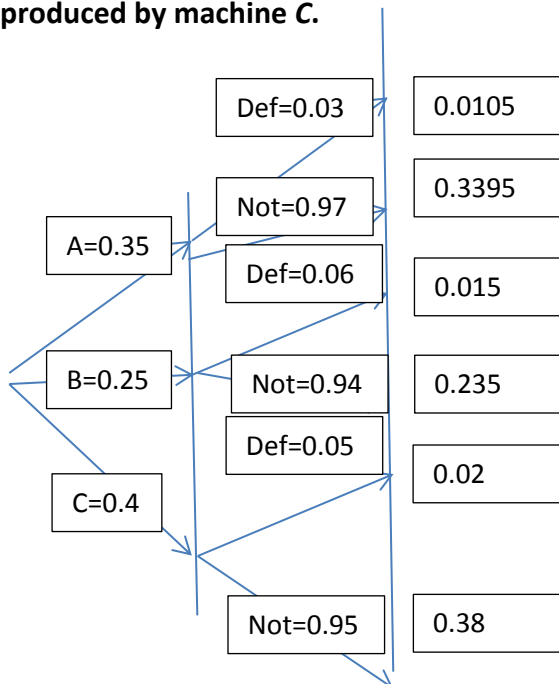 produced by machine C.
Def=0.03
0.0105
Not=0.97
0.3395
A=0.35
Def=0.06
0.015
B=0.25
Not=0.94
0.235
Def=0.05
0.02
C=0.4
Not=0.95
0.38